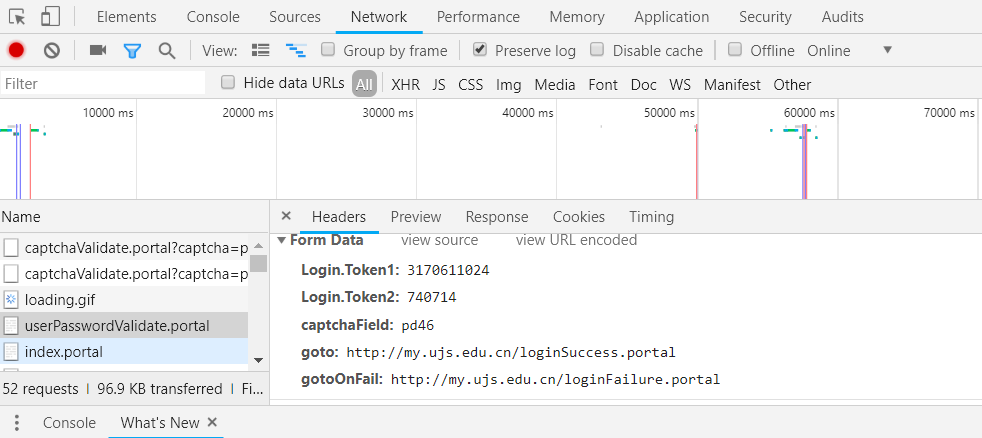 Elements Console Sources Network Performance Memory Application Security Audits
View: Group by frame Preserve log Disable cache Offline Online
Filter Hide data URLs All XHR JS CSS Img Media Font Doc WS Manifest Other
10000 ms 20000 ms 30000 ms 40000 ms 50000 ms 60000 ms 70000 ms
Name × Headers Preview Response Cookies Timing
Form Data view source view URL encoded
captchaValidate.portal?captcha=p
Login.Token1: 3170611024
captchaValidate.portal?captcha=p
Login.Token2: 740714
loading.gif
captchaField: pd46
userPasswordValidate.portal
goto: http://my.ujs.edu.cn/loginSuccess.portal
index.portal
gotoOnFail: http://my.ujs.edu.cn/loginFailure.portal
52 requests | 96.9 KB transferred | Fi...
Console What's New ×